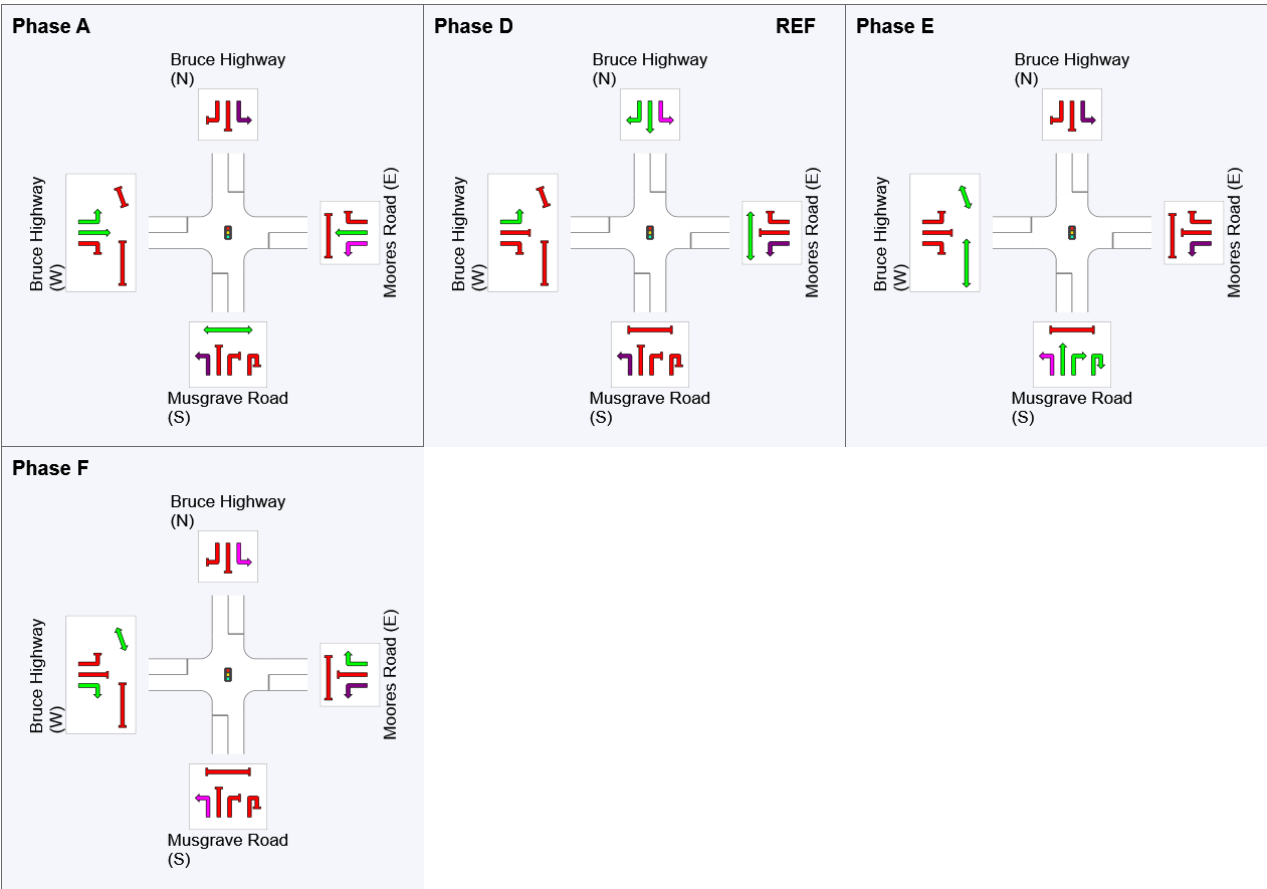 Phase A
Bruce Highway
(N)
Bruce Highway
(W)
Moores Road (E)
Musgrave Road
(S)
Phase D
REF
Bruce Highway
(N)
Bruce Highway
(W)
Moores Road (E)
Musgrave Road
(S)
Phase E
Bruce Highway
(N)
Bruce Highway
(W)
Moores Road (E)
Musgrave Road
(S)
Phase F
Bruce Highway
(N)
Bruce Highway
(W)
Moores Road (E)
Musgrave Road
(S)